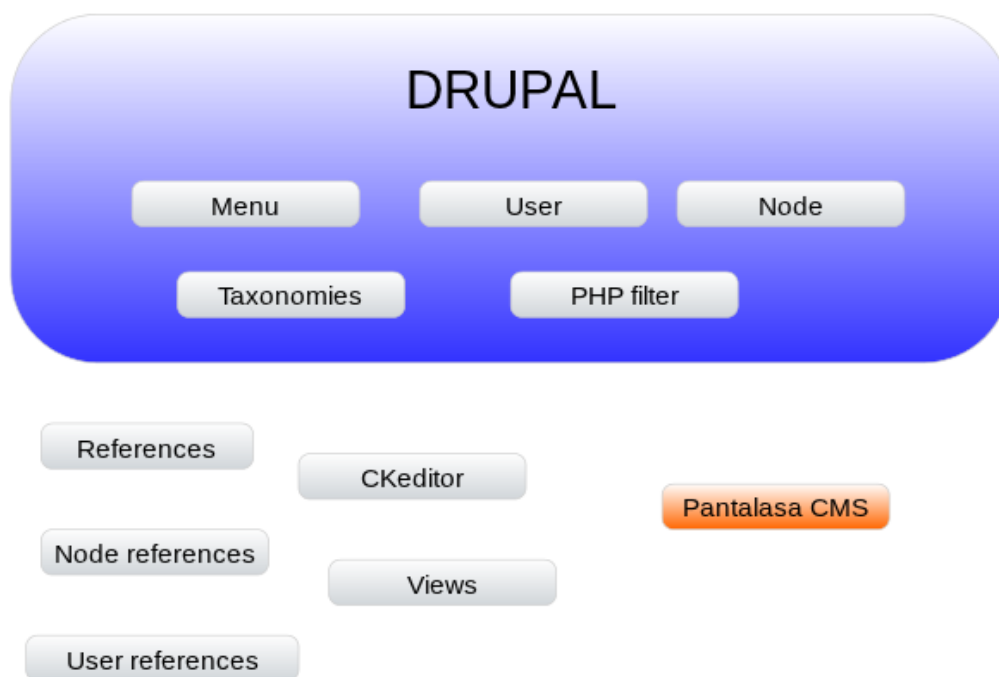 DRUPAL
Menu
User
Node
Taxonomies
PHP filter
References
CKeditor
Pantalasa CMS
Node references
Views
User references